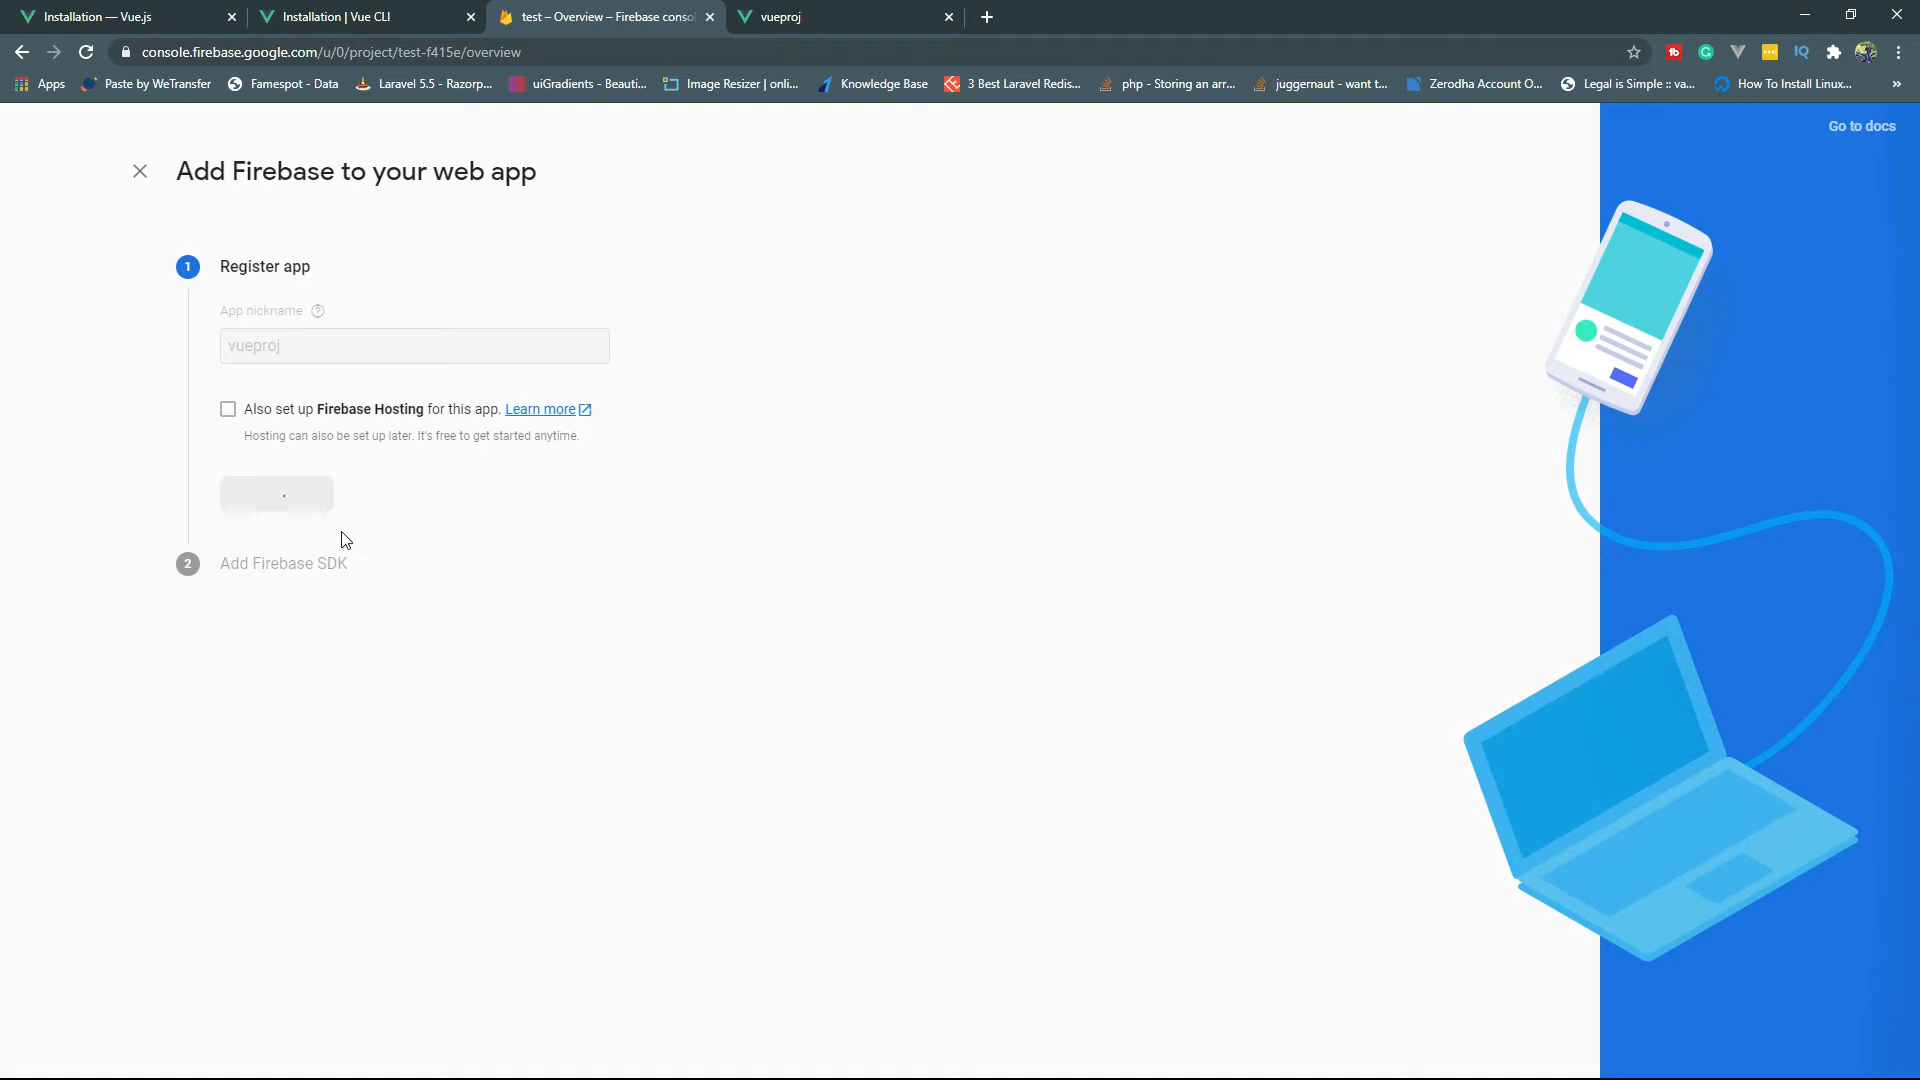 Installation — Vue.js
Installation | Vue CLI
test – Overview – Firebase conso
vueproj
console.firebase.google.com/u/0/project/test-f415e/overview
Apps
Paste by WeTransfer
Famespot - Data
Laravel 5.5 - Razorp...
uiGradients - Beauti...
Image Resizer | onli...
Knowledge Base
3 Best Laravel Redis...
php - Storing an arr...
juggernaut - want t...
Zerodha Account O...
Legal is Simple :: va...
How To Install Linux...
»
Go to docs
Add Firebase to your web app
1
Register app
App nickname
vueproj
Also set up Firebase Hosting for this app. Learn more
Hosting can also be set up later. It's free to get started anytime.
2
Add Firebase SDK